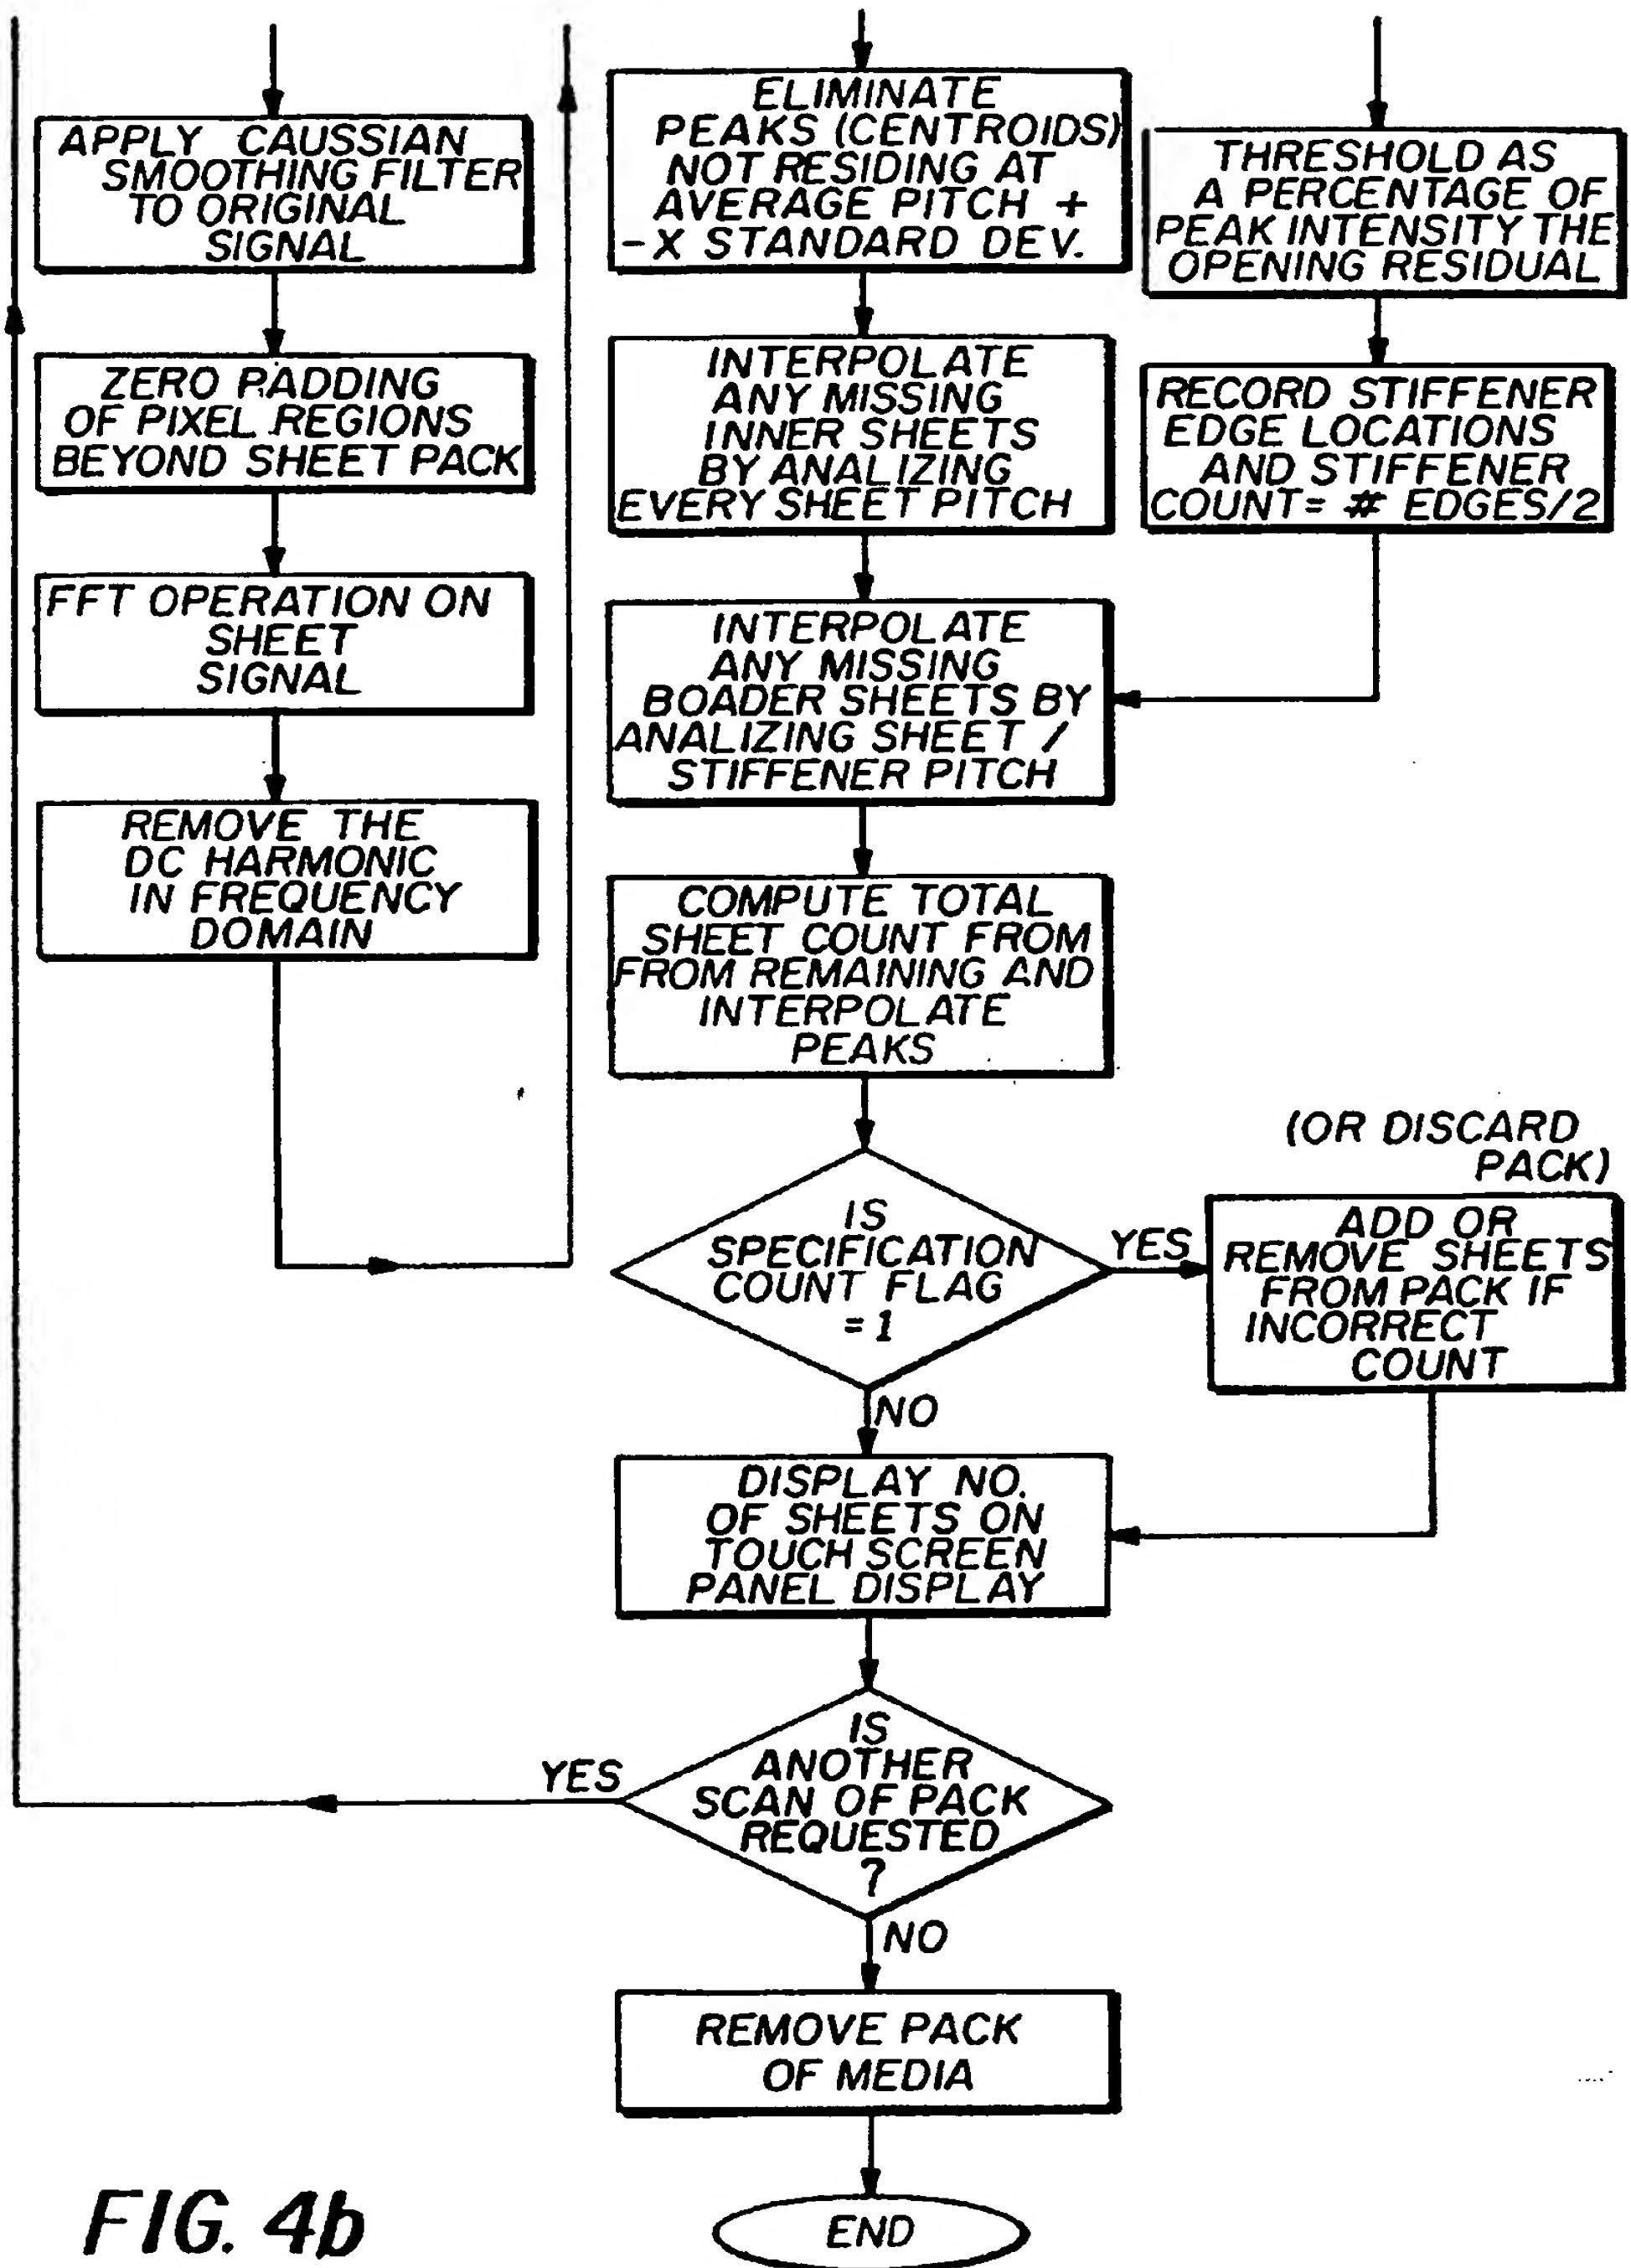 APPLY CAUSSIAN
SMOOTHING FILTER
TO ORIGINAL
SIGNAL
ZERO PADDING
OF PIXEL REGIONS
BEYOND SHEET PACK
FFT OPERATION ON
SHEET
SIGNAL
REMOVE THE
DC HARMONIC
IN FREQUENCY
DOMAIN
ELIMINATE
PEAKS (CENTROIDS)
NOT RESIDING AT
AVERAGE PITCH +
-X STANDARD DEV.
INTERPOLATE
ANY MISSING
INNER SHEETS
BY ANALIZING
EVERY SHEET PITCH
INTERPOLATE
ANY MISSING
BOADER SHEETS BY
ANALIZING SHEET /
STIFFENER PITCH
COMPUTE TOTAL
SHEET COUNT FROM
FROM REMAINING AND
INTERPOLATE
PEAKS
THRESHOLD AS
A PERCENTAGE OF
PEAK INTENSITY THE
OPENING RESIDUAL
RECORD STIFFENER
EDGE LOCATIONS
AND STIFFENER
COUNT= # EDGES/2
IS
SPECIFICATION
COUNT FLAG
=1
YES
(OR DISCARD
PACK)
ADD OR
REMOVE SHEETS
FROM PACK IF
INCORRECT
COUNT
NO
DISPLAY NO.
OF SHEETS ON
TOUCH SCREEN
PANEL DISPLAY
IS
ANOTHER
SCAN OF PACK
REQUESTED
?
YES
NO
REMOVE PACK
OF MEDIA
END
FIG. 4b